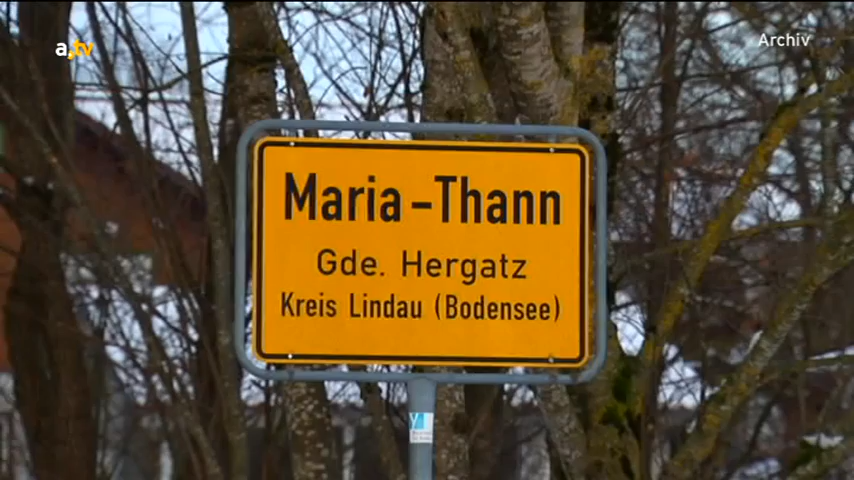 a.tv
Archiv
Maria-Thann
Gde. Hergatz
Kreis Lindau (Bodensee)